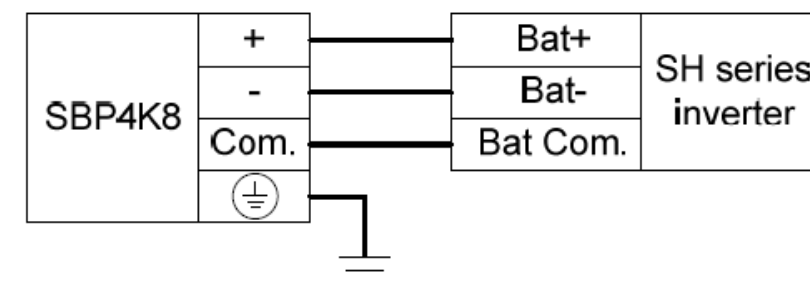 SBP4K8
+
-
Com.
Bat+
Bat-
Bat Com.
SH series
inverter